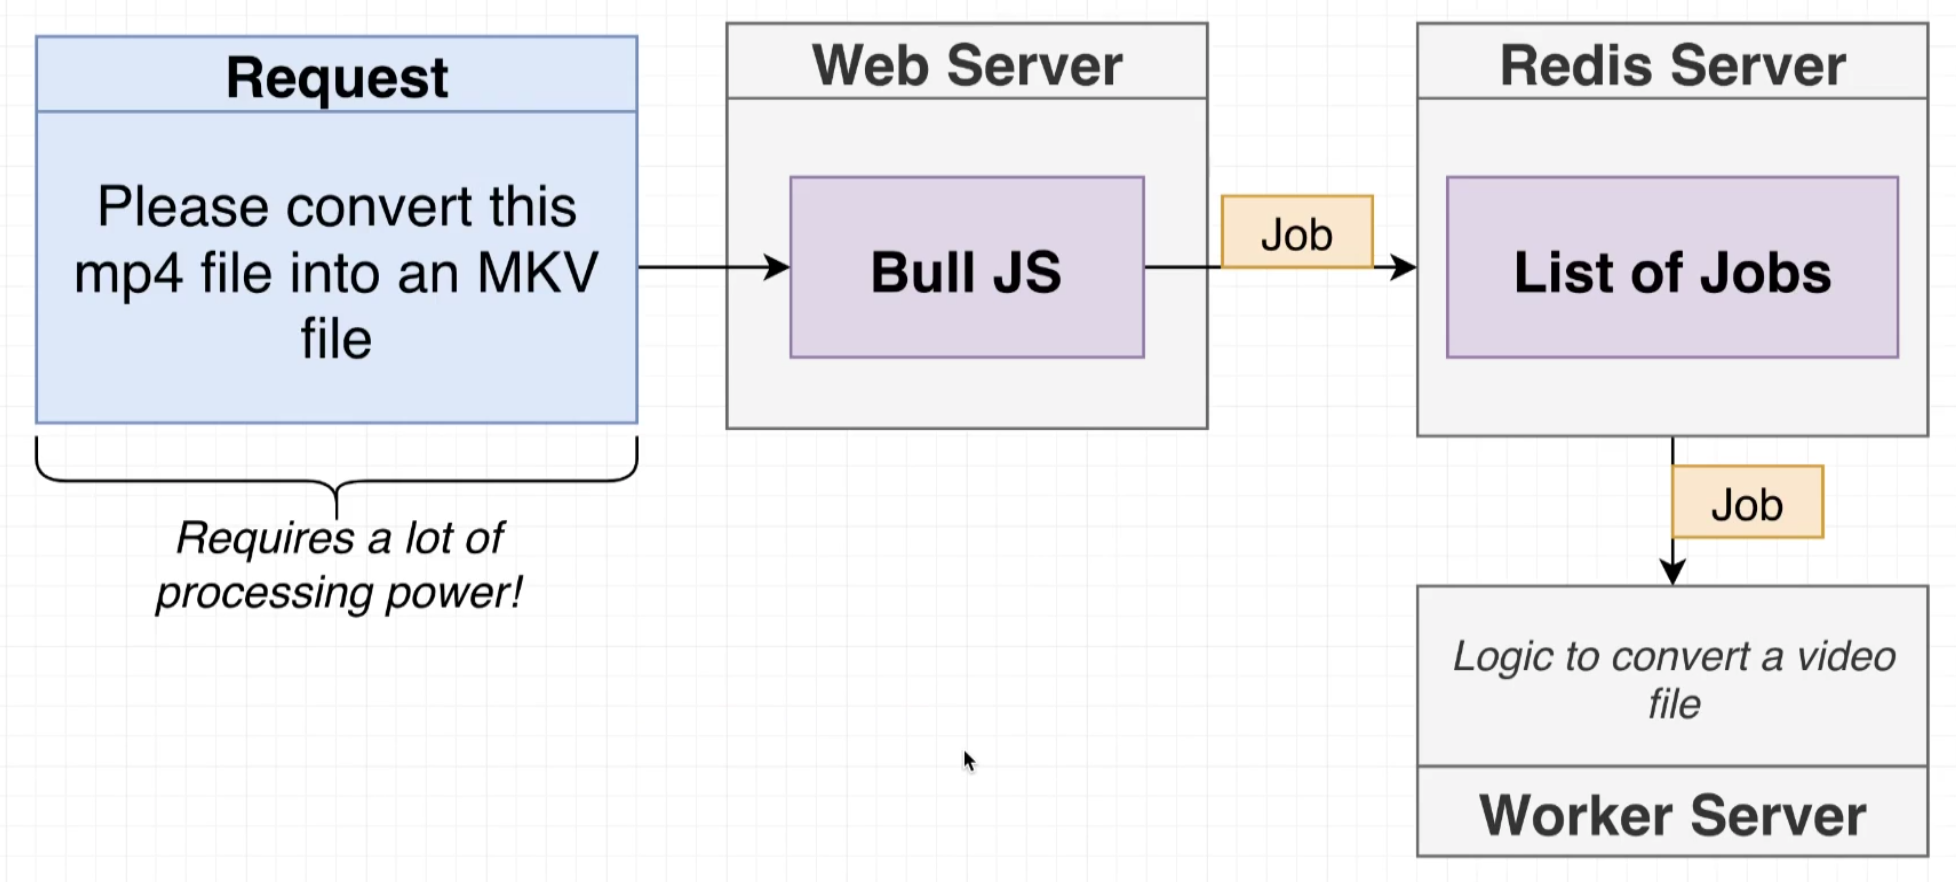 Request
Please convert this
mp4 file into an MKV
file
Requires a lot of
processing power!
Web Server
Bull JS
Job
Redis Server
List of Jobs
Job
Logic to convert a video
file
Worker Server